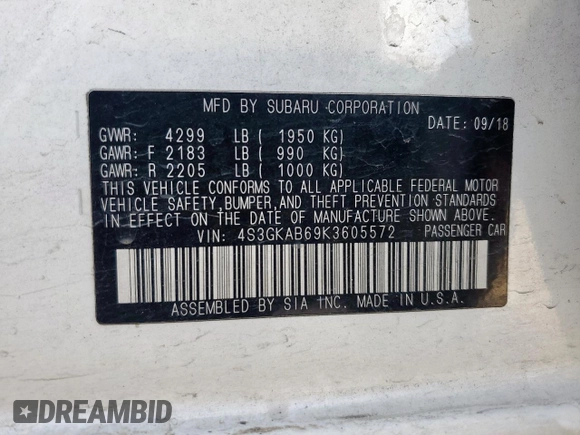 MFD BY SUBARU CORPORATION
DATE: 09/18
GVWR: 4299 LB ( 1950 KG)
GAWR: F 2183 LB ( 990 KG)
GAWR: R 2205 LB ( 1000 KG)
THIS VEHICLE CONFORMS TO ALL APPLICABLE FEDERAL MOTOR
VEHICLE SAFETY, BUMPER, AND THEFT PREVENTION STANDARDS
IN EFFECT ON THE DATE OF MANUFACTURE SHOWN ABOVE.
VIN: 4S3GKAB69K3605572 PASSENGER CAR
ASSEMBLED BY SIA INC. MADE IN U.S.A.
DREAMBID